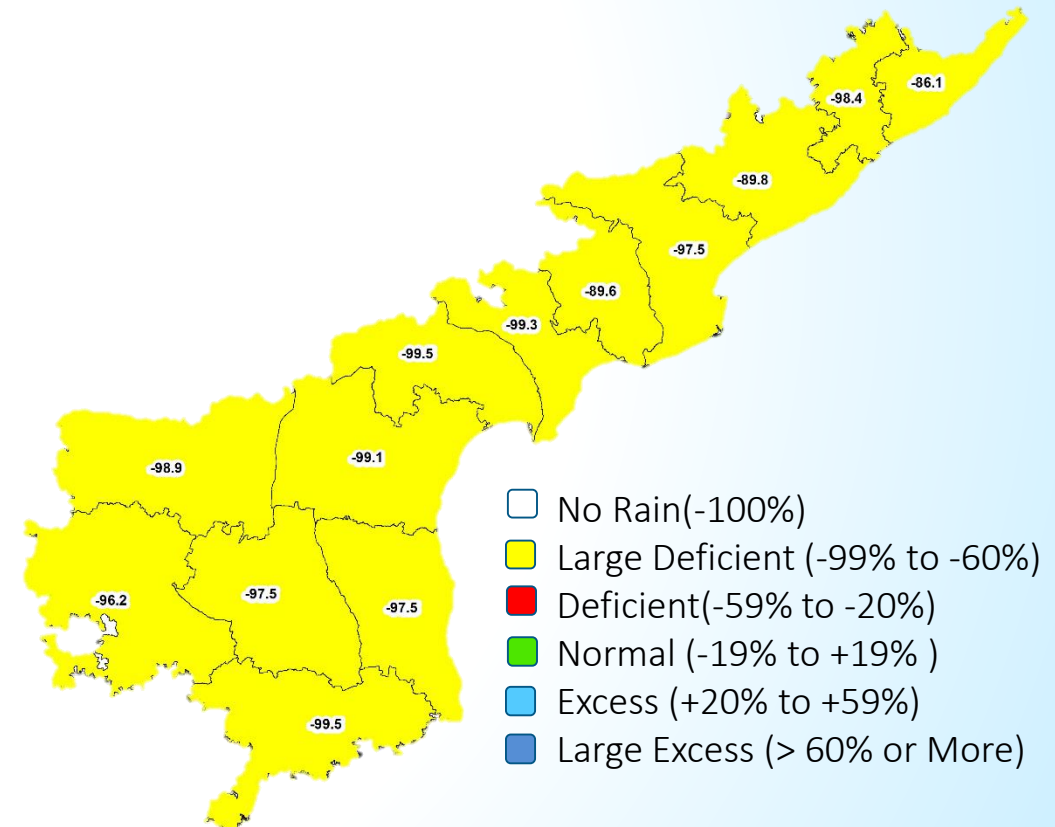 -86.1
-98.4
-89.8
-97.5
-89.6
-99.3
-99.5
-99.1
-98.9
-97.5
-96.2
-97.5
-99.5
No Rain(-100%)
Large Deficient (-99% to -60%)
Deficient(-59% to -20%)
Normal (-19% to +19% )
Excess (+20% to +59%)
Large Excess (> 60% or More)